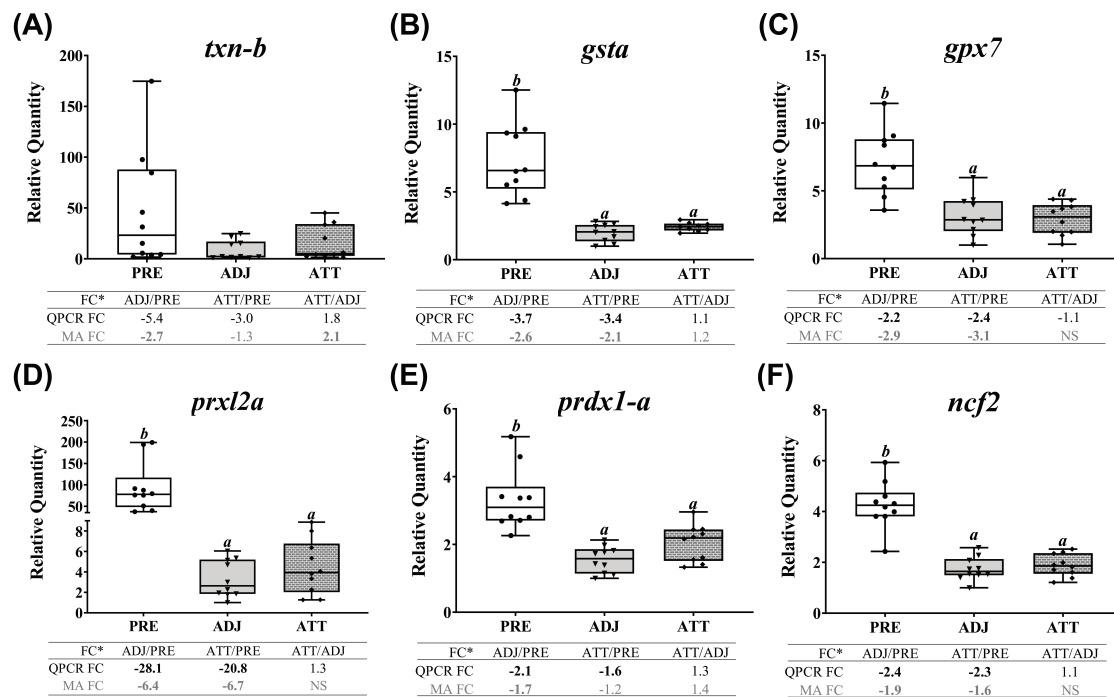 (A)
txn-b
Relative Quantity
200
150
100
50
0
PRE ADJ ATT
FC* ADJ/PRE ATT/PRE ATT/ADJ
QPCR FC -5.4 -3.0 1.8
MA FC -2.7 -1.3 2.1
(B)
gsta
Relative Quantity
15
10
5
0
b
a
a
PRE ADJ ATT
FC* ADJ/PRE ATT/PRE ATT/ADJ
QPCR FC -3.7 -3.4 1.1
MA FC -2.6 -2.1 1.2
(C)
gpx7
Relative Quantity
15
10
5
0
b
a
a
PRE ADJ ATT
FC* ADJ/PRE ATT/PRE ATT/ADJ
QPCR FC -2.2 -2.4 -1.1
MA FC -2.9 -3.1 NS
(D)
prxl2a
Relative Quantity
250
200
150
100
50
8
6
4
2
0
b
a
a
PRE ADJ ATT
FC* ADJ/PRE ATT/PRE ATT/ADJ
QPCR FC -28.1 -20.8 1.3
MA FC -6.4 -6.7 NS
(E)
prdx1-a
Relative Quantity
6
4
2
0
b
a
a
PRE ADJ ATT
FC* ADJ/PRE ATT/PRE ATT/ADJ
QPCR FC -2.1 -1.6 1.3
MA FC -1.7 -1.2 1.4
(F)
ncf2
Relative Quantity
8
6
4
2
0
b
a
a
PRE ADJ ATT
FC* ADJ/PRE ATT/PRE ATT/ADJ
QPCR FC -2.4 -2.3 1.1
MA FC -1.9 -1.6 NS